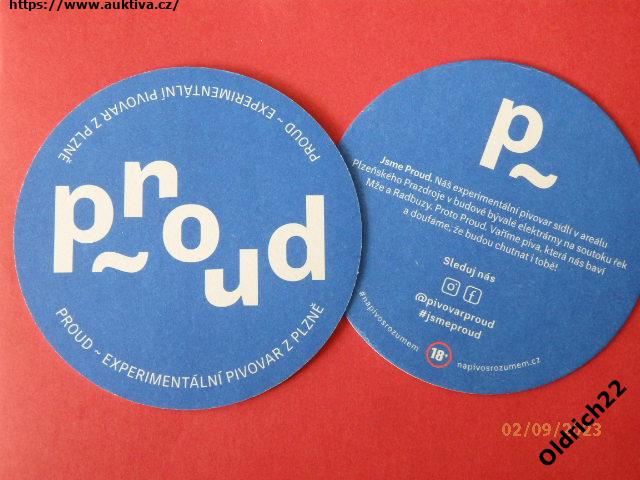 https://www.auktiva.cz/
PROUD ~ EXPERIMENTÁLNÍ PIVOVAR Z PLZNĚ
proud
~
PROUD ~ EXPERIMENTÁLNÍ PIVOVAR Z PLZNĚ
p
~
Jsme Proud. Náš experimentální pivovar sídlí v areálu
Plzeňského Prazdroje v budově bývalé elektrárny na soutoku řek
Mže a Radbuzy. Proto Proud. Vaříme piva, která nás baví
a doufáme, že budou chutnat i tobě!
Sleduj nás
@pivovarproud
#jsmeproud
#napivosrozumem
18+
napivosrozumem.cz
02/09/2023
Oldrich22